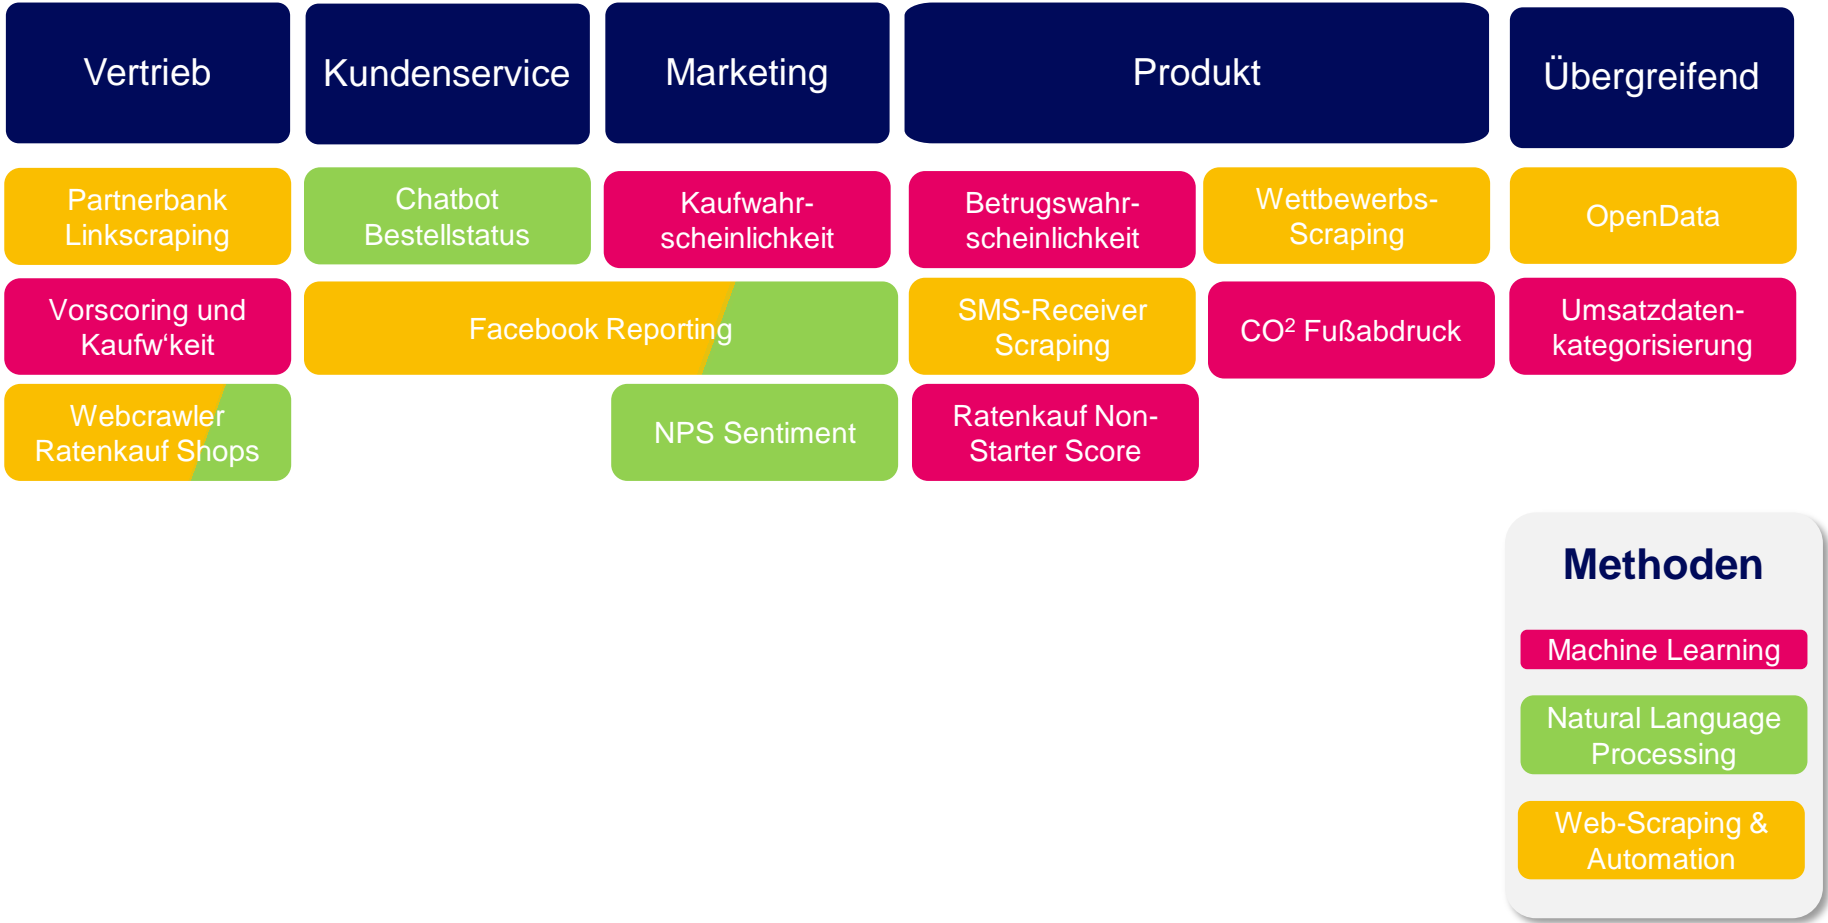 Vertrieb
Kundenservice
Marketing
Produkt
Übergreifend
Partnerbank
Linkscraping
Chatbot
Bestellstatus
Kaufwahr-
scheinlichkeit
Betrugswahr-
scheinlichkeit
Wettbewerbs-
Scraping
OpenData
Vorscoring und
Kaufw‘keit
Facebook Reporting
SMS-Receiver
Scraping
CO² Fußabdruck
Umsatzdaten-
kategorisierung
Webcrawler
Ratenkauf Shops
NPS Sentiment
Ratenkauf Non-
Starter Score
Methoden
Machine Learning
Natural Language
Processing
Web-Scraping &
Automation